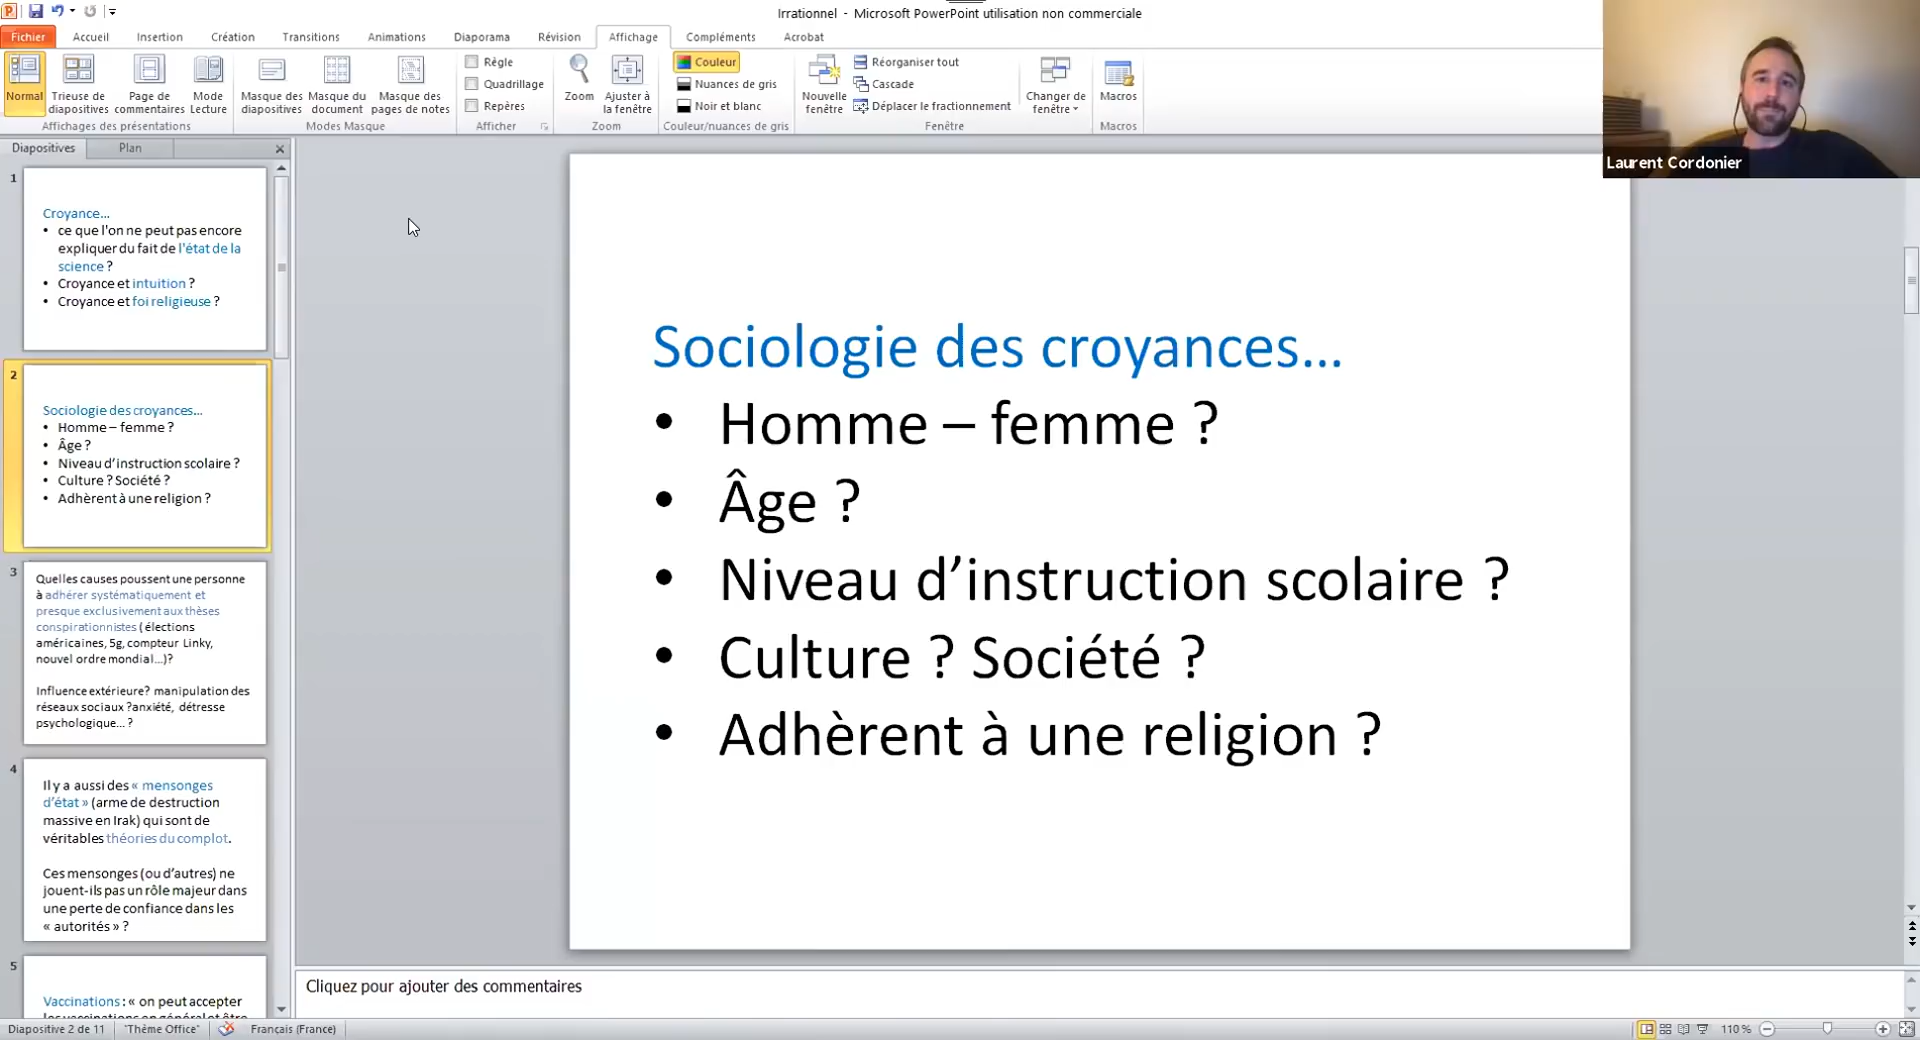 Irrationnel - Microsoft PowerPoint utilisation non commerciale
Fichier Accueil Insertion Création Transitions Animations Diaporama Révision Affichage Compléments Acrobat
Normal
Trieuse de
diapositives
Page de
commentaires
Mode
Lecture
Affichages des présentations
Masque des
diapositives
Masque du
document
Masque des
pages de notes
Modes Masque
Règle
Quadrillage
Repères
Afficher
Zoom
Ajuster à
la fenêtre
Zoom
Couleur
Nuances de gris
Noir et blanc
Couleur/nuances de gris
Nouvelle
fenêtre
Réorganiser tout
Cascade
Déplacer le fractionnement
Changer de
fenêtre
Fenêtre
Macros
Macros
Laurent Cordonier
Diapositives Plan
1
Croyance...
• ce que l'on ne peut pas encore
expliquer du fait de l'état de la
science ?
• Croyance et intuition ?
• Croyance et foi religieuse ?
2
Sociologie des croyances...
• Homme – femme ?
• Âge ?
• Niveau d’instruction scolaire ?
• Culture ? Société ?
• Adhèrent à une religion ?
3
Quelles causes poussent une personne
à adhérer systématiquement et
presque exclusivement aux thèses
conspirationnistes ( élections
américaines, 5g, compteur Linky,
nouvel ordre mondial...)?
Influence extérieure? manipulation des
réseaux sociaux ?anxiété, détresse
psychologique... ?
4
Il y a aussi des « mensonges
d’état » (arme de destruction
massive en Irak) qui sont de
véritables théories du complot.
Ces mensonges (ou d’autres) ne
jouent-ils pas un rôle majeur dans
une perte de confiance dans les
« autorités » ?
5
Vaccinations : « on peut accepter
les vaccinations en général et être
Sociologie des croyances...
• Homme – femme ?
• Âge ?
• Niveau d’instruction scolaire ?
• Culture ? Société ?
• Adhèrent à une religion ?
Cliquez pour ajouter des commentaires
Diapositive 2 de 11 "Thème Office" Français (France) 110 %